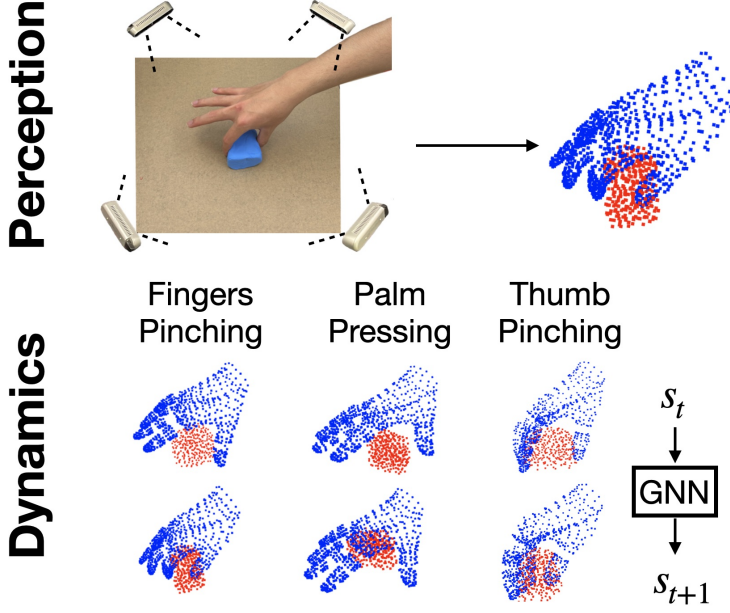 Perception
Fingers
Pinching
Palm
Pressing
Thumb
Pinching
Dynamics
s_t
GNN
s_{t+1}